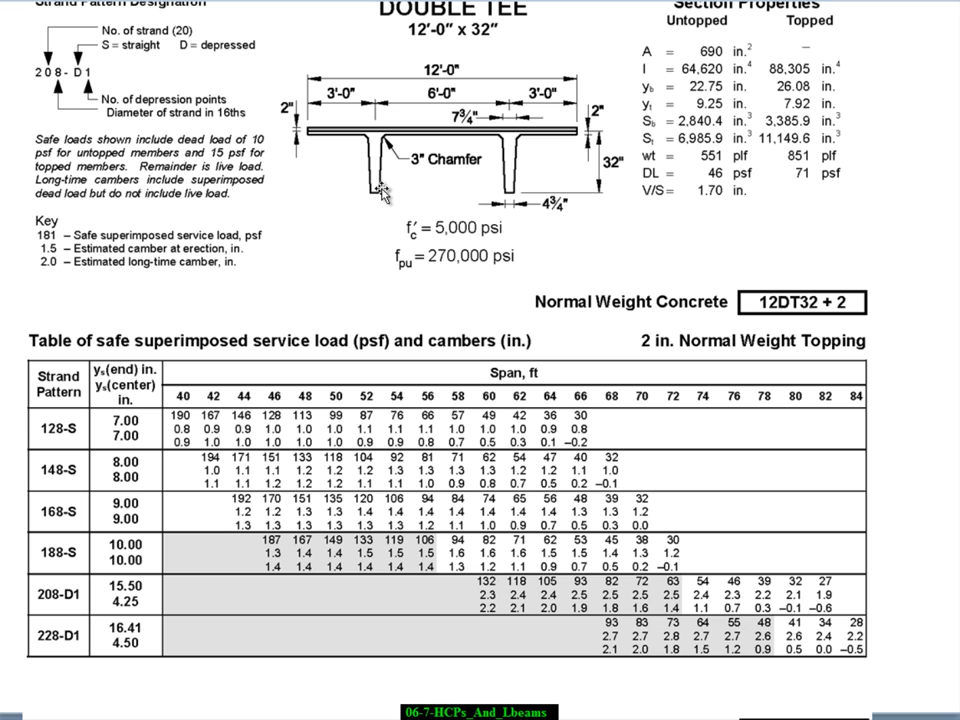 Strand Pattern Designation
No. of strand (20)
S = straight D = depressed
208-D1
No. of depression points
Diameter of strand in 16ths
Safe loads shown include dead load of 10
psf for untopped members and 15 psf for
topped members. Remainder is live load.
Long-time cambers include superimposed
dead load but do not include live load.
Key
181 – Safe superimposed service load, psf
1.5 – Estimated camber at erection, in.
2.0 – Estimated long-time camber, in.
DOUBLE TEE
12′-0″ x 32″
12'-0"
3'-0" 6'-0" 3'-0"
2" 7¾" 2"
3" Chamfer
32"
4¾"
f′c = 5,000 psi
fpu = 270,000 psi
Section Properties
Untopped Topped
A = 690 in.² –
I = 64,620 in.⁴ 88,305 in.⁴
yb = 22.75 in. 26.08 in.
yt = 9.25 in. 7.92 in.
Sb = 2,840.4 in.³ 3,385.9 in.³
St = 6,985.9 in.³ 11,149.6 in.³
wt = 551 plf 851 plf
DL = 46 psf 71 psf
V/S = 1.70 in.
Normal Weight Concrete 12DT32 + 2
Table of safe superimposed service load (psf) and cambers (in.) 2 in. Normal Weight Topping
Strand Pattern ys(end) in. ys(center) in. Span, ft
40 42 44 46 48 50 52 54 56 58 60 62 64 66 68 70 72 74 76 78 80 82 84
128-S 7.00 7.00
190 167 146 128 113 99 87 76 66 57 49 42 36 30
0.8 0.9 0.9 1.0 1.0 1.0 1.1 1.1 1.1 1.0 1.0 1.0 0.9 0.8
0.9 1.0 1.0 1.0 1.0 1.0 0.9 0.9 0.8 0.7 0.5 0.3 0.1 –0.2
148-S 8.00 8.00
194 171 151 133 118 104 92 81 71 62 54 47 40 32
1.0 1.1 1.1 1.2 1.2 1.2 1.3 1.3 1.3 1.3 1.2 1.2 1.1 1.0
1.1 1.1 1.2 1.2 1.2 1.1 1.1 1.0 0.9 0.8 0.7 0.5 0.2 –0.1
168-S 9.00 9.00
192 170 151 135 120 106 94 84 74 65 56 48 39 32
1.2 1.2 1.3 1.3 1.4 1.4 1.4 1.4 1.4 1.4 1.4 1.3 1.3 1.2
1.3 1.3 1.3 1.3 1.3 1.3 1.2 1.1 1.0 0.9 0.7 0.5 0.3 0.0
188-S 10.00 10.00
187 167 149 133 119 106 94 82 71 62 53 45 38 30
1.3 1.4 1.4 1.5 1.5 1.5 1.6 1.6 1.6 1.5 1.5 1.4 1.3 1.2
1.4 1.4 1.4 1.4 1.4 1.4 1.3 1.2 1.1 0.9 0.7 0.5 0.2 –0.1
208-D1 15.50 4.25
132 118 105 93 82 72 63 54 46 39 32 27
2.3 2.4 2.4 2.5 2.5 2.5 2.5 2.4 2.3 2.2 2.1 1.9
2.2 2.1 2.0 1.9 1.8 1.6 1.4 1.1 0.7 0.3 –0.1 –0.6
228-D1 16.41 4.50
93 83 73 64 55 48 41 34 28
2.7 2.7 2.8 2.7 2.7 2.6 2.6 2.4 2.2
2.1 2.0 1.8 1.5 1.2 0.9 0.5 0.0 –0.5
06-7-HCPs_And_Lbeams